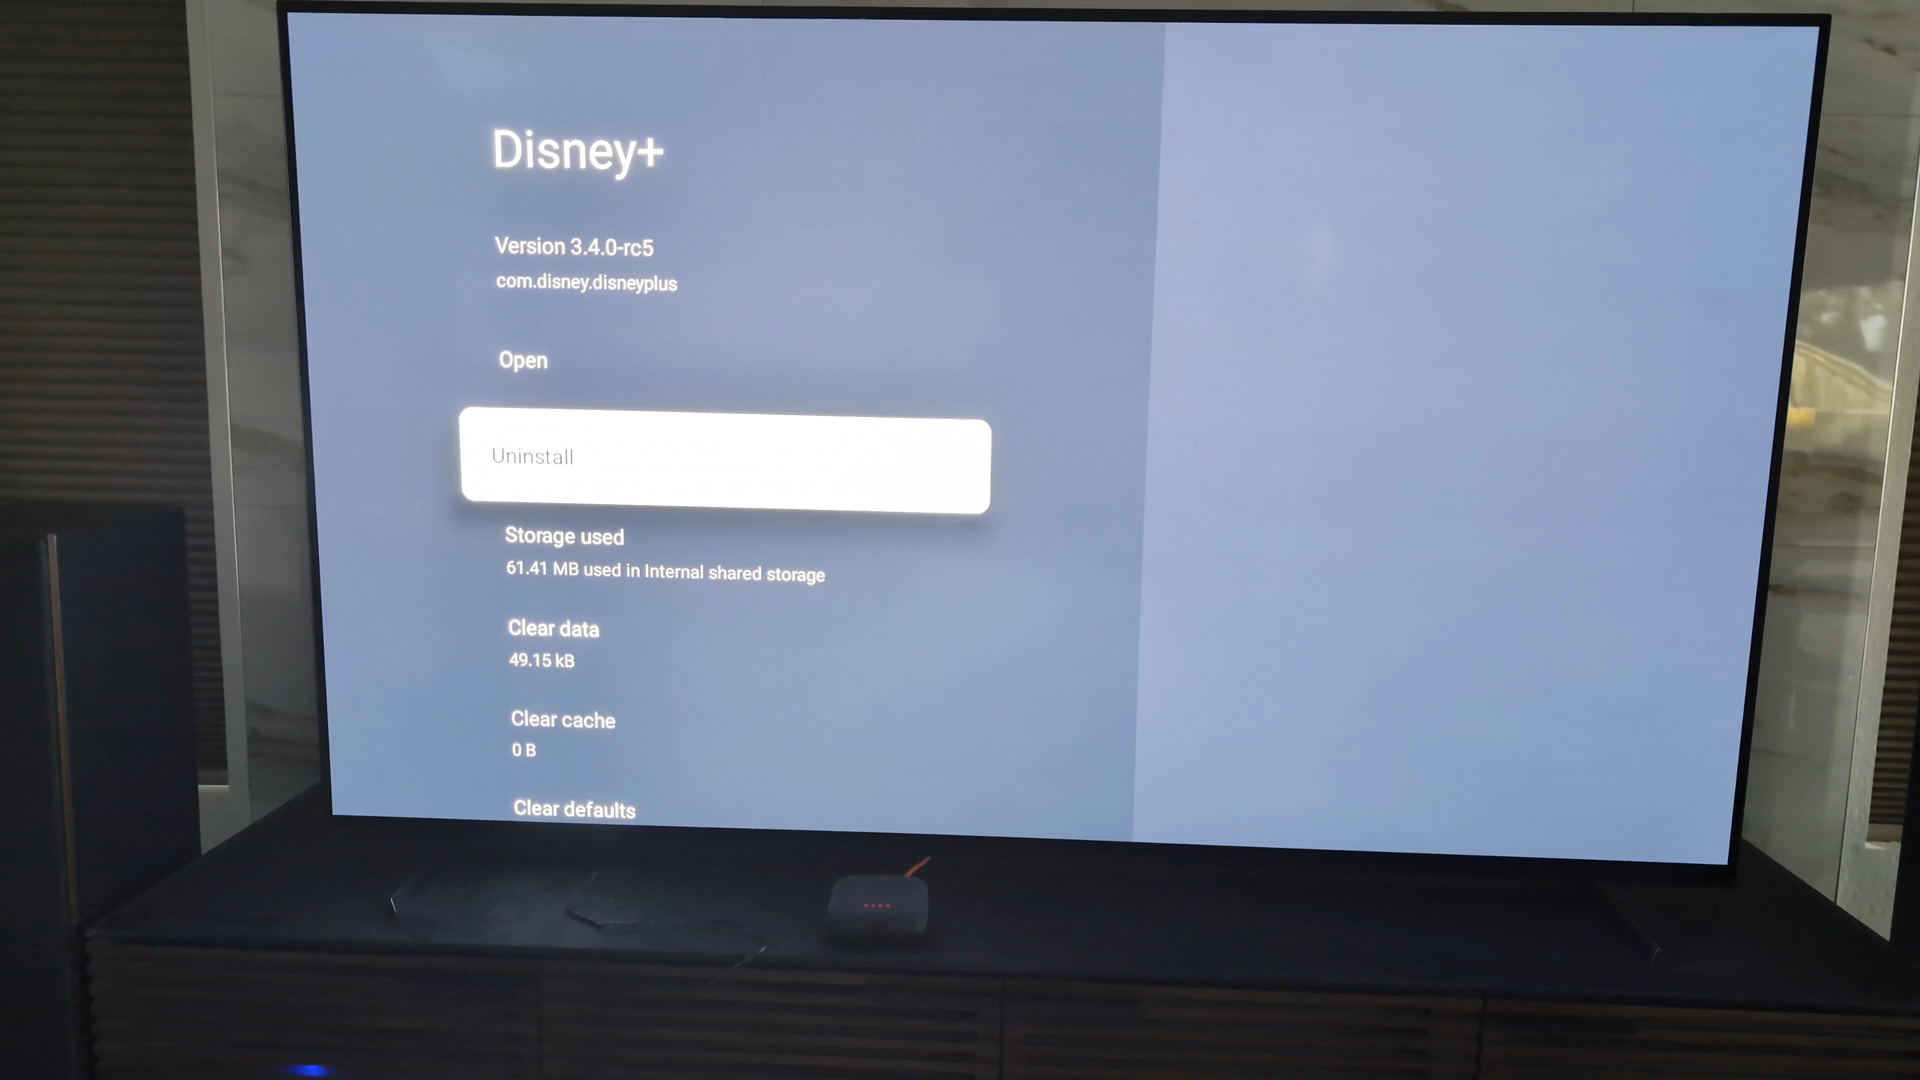 Disney+
Version 3.4.0-rc5
com.disney.disneyplus
Open
Uninstall
Storage used
61.41 MB used in Internal shared storage
Clear data
49.15 kB
Clear cache
0 B
Clear defaults